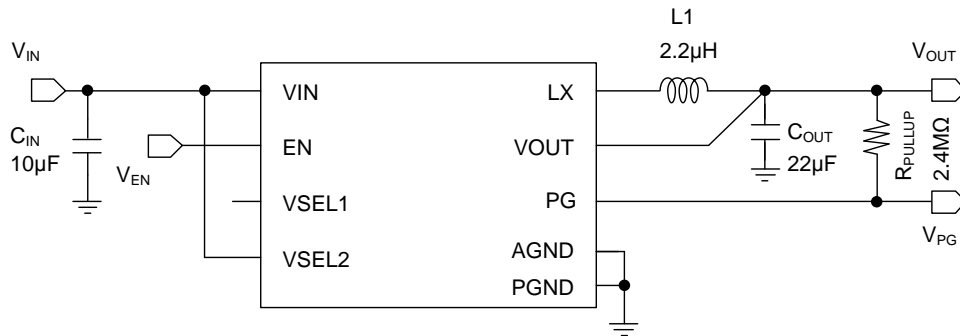 L1
2.2μH
VIN
VOUT
CIN
10μF
VEN
VIN
EN
VSEL1
VSEL2
LX
VOUT
PG
AGND
PGND
COUT
22μF
RPULLUP
2.4MΩ
VPG